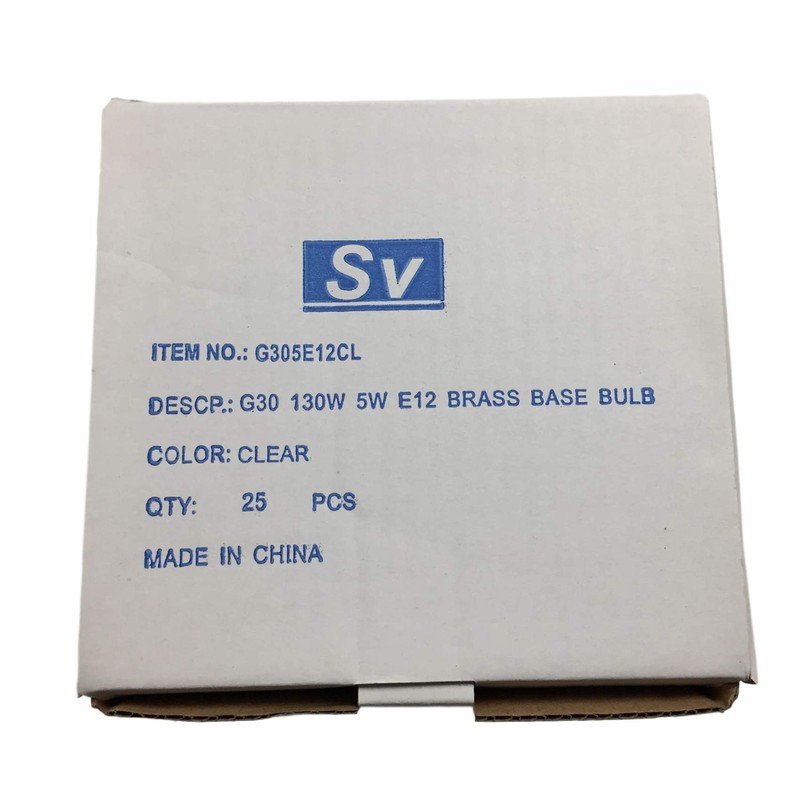 Sv
ITEM NO.: G305E12CL
DESCP.: G30 130W 5W E12 BRASS BASE BULB
COLOR: CLEAR
QTY: 25 PCS
MADE IN CHINA